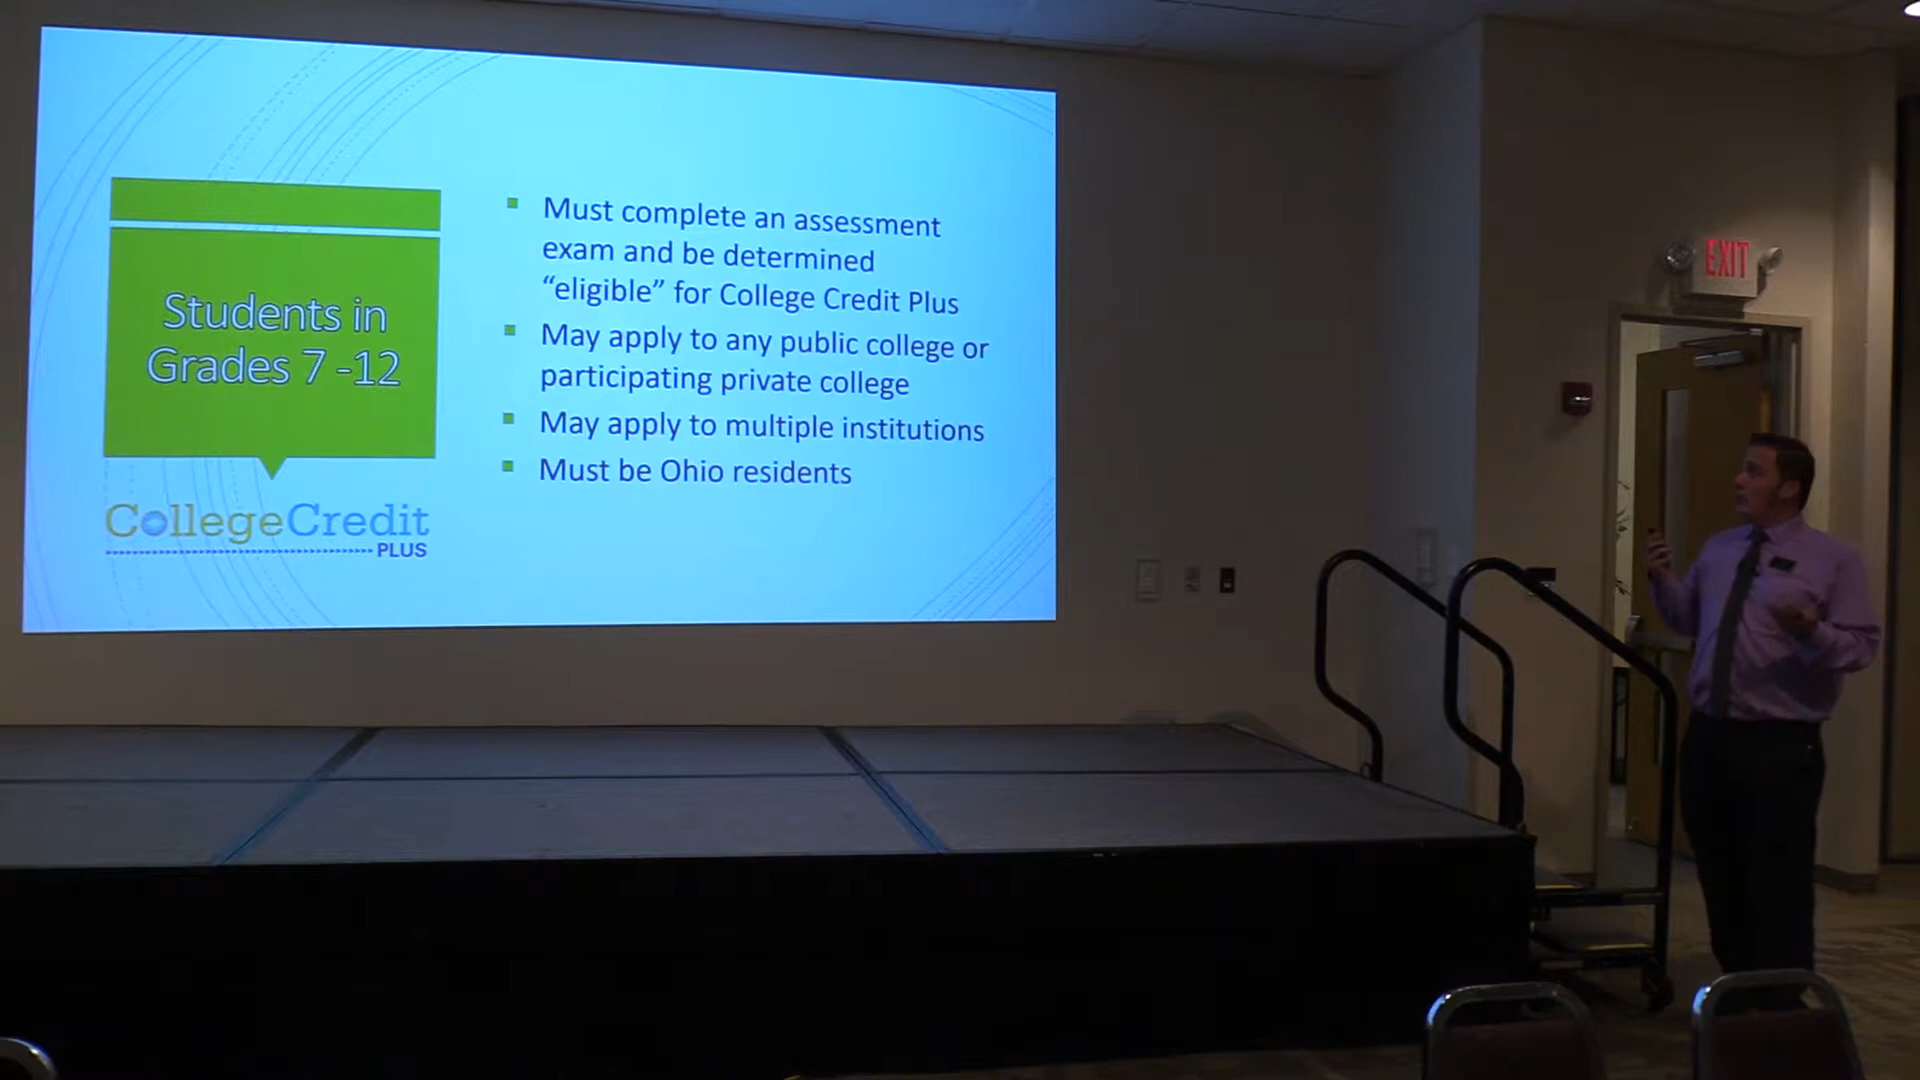 Students in
Grades 7 -12
CollegeCredit
PLUS
Must complete an assessment
exam and be determined
“eligible” for College Credit Plus
May apply to any public college or
participating private college
May apply to multiple institutions
Must be Ohio residents
EXIT